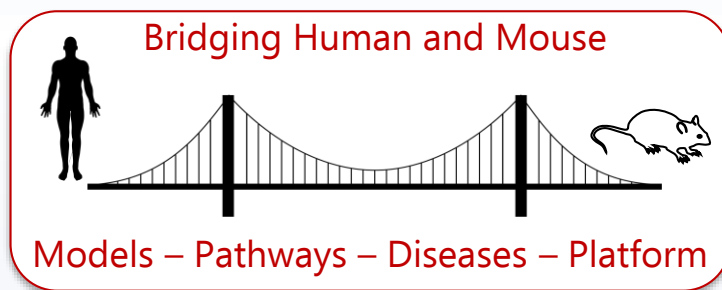 Bridging Human and Mouse
Models – Pathways – Diseases – Platform